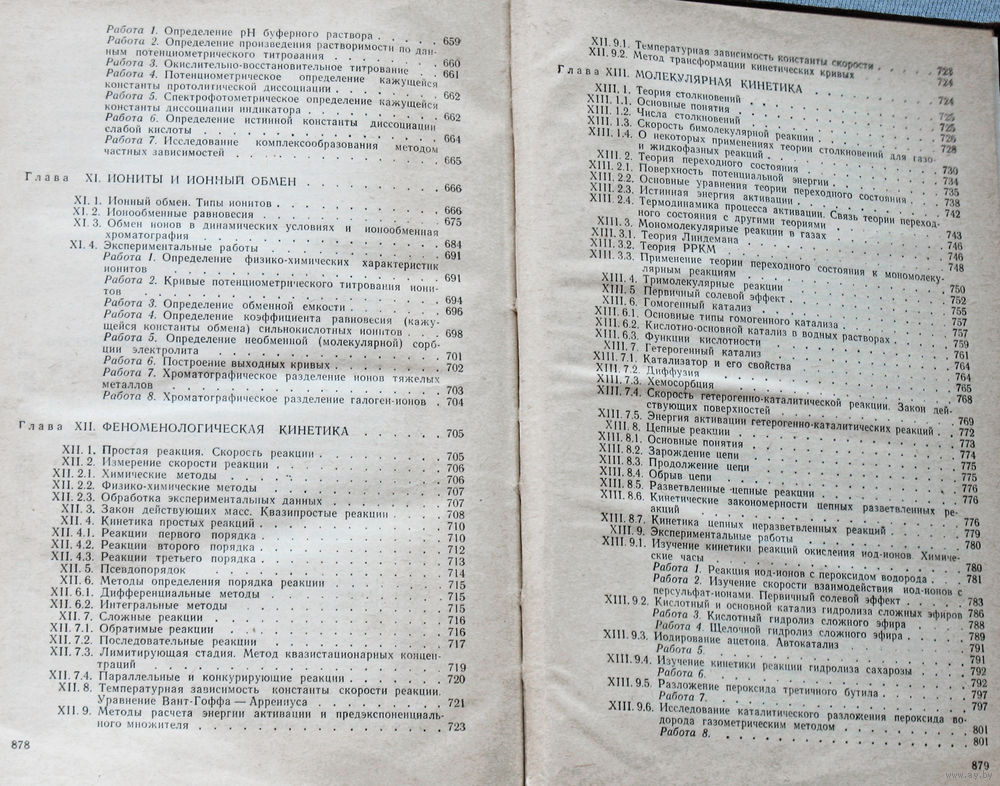 Работа 1. Определение pH буферного раствора . . . . . 659
Работа 2. Определение произведения растворимости по дан-
ным потенциометрического титрования . . . . . 660
Работа 3. Окислительно-восстановительное титрование . . 661
Работа 4. Потенциометрическое определение кажущейся
константы протолитической диссоциации . . . . . 662
Работа 5. Спектрофотометрическое определение кажущейся
константы диссоциации индикатора . . . . . 662
Работа 6. Определение истинной константы диссоциации
слабой кислоты . . . . . 664
Работа 7. Исследование комплексообразования методом
частных зависимостей . . . . . 665
Глава XI. ИОНИТЫ И ИОННЫЙ ОБМЕН . . . . . 666
XI. 1. Ионный обмен. Типы ионитов . . . . . 666
XI. 2. Ионообменные равновесия . . . . . 675
XI. 3. Обмен ионов в динамических условиях и ионообменная
хроматография . . . . . 684
XI. 4. Экспериментальные работы . . . . . 691
Работа 1. Определение физико-химических характеристик
ионитов . . . . . 691
Работа 2. Кривые потенциометрического титрования иони-
тов . . . . . 694
Работа 3. Определение обменной емкости . . . . . 696
Работа 4. Определение коэффициента равновесия (кажу-
щейся константы обмена) сильнокислотных ионитов . . 698
Работа 5. Определение необменной (молекулярной) сорб-
ции электролита . . . . . 701
Работа 6. Построение выходных кривых . . . . . 702
Работа 7. Хроматографическое разделение ионов тяжелых
металлов . . . . . 703
Работа 8. Хроматографическое разделение галоген-ионов . 704
Глава XII. ФЕНОМЕНОЛОГИЧЕСКАЯ КИНЕТИКА . . . . . 705
XII. 1. Простая реакция. Скорость реакции . . . . . 705
XII. 2. Измерение скорости реакции . . . . . 706
XII. 2.1. Химические методы . . . . . 706
XII. 2.2. Физико-химические методы . . . . . 707
XII. 2.3. Обработка экспериментальных данных . . . . . 707
XII. 3. Закон действующих масс. Квазипростые реакции . . . 708
XII. 4. Кинетика простых реакций . . . . . 710
XII. 4.1. Реакции первого порядка . . . . . 710
XII. 4.2. Реакции второго порядка . . . . . 712
XII. 4.3. Реакции третьего порядка . . . . . 713
XII. 5. Псевдопорядок . . . . . 714
XII. 6. Методы определения порядка реакции . . . . . 715
XII. 6.1. Дифференциальные методы . . . . . 715
XII. 6.2. Интегральные методы . . . . . 715
XII. 7. Сложные реакции . . . . . 716
XII. 7.1. Обратимые реакции . . . . . 716
XII. 7.2. Последовательные реакции . . . . . 717
XII. 7.3. Лимитирующая стадия. Метод квазистационарных концен-
траций . . . . . 719
XII. 7.4. Параллельные и конкурирующие реакции . . . . . 720
XII. 8. Температурная зависимость константы скорости реакции.
Уравнение Вант-Гоффа — Аррениуса . . . . . 721
XII. 9. Методы расчета энергии активации и предэкспоненциаль-
ного множителя . . . . . 723
878
XII. 9.1. Температурная зависимость константы скорости . . . . . 723
XII. 9.2. Метод трансформации кинетических кривых . . . . . 724
Глава XIII. МОЛЕКУЛЯРНАЯ КИНЕТИКА . . . . . 724
XIII. 1. Теория столкновений . . . . . 725
XIII. 1.1. Основные понятия . . . . . 725
XIII. 1.2. Числа столкновений . . . . . 726
XIII. 1.3. Скорость бимолекулярной реакции . . . . . 728
XIII. 1.4. О некоторых применениях теории столкновений для газо-
и жидкофазных реакций . . . . . 730
XIII. 2. Теория переходного состояния . . . . . 734
XIII. 2.1. Поверхность потенциальной энергии . . . . . 735
XIII. 2.2. Основные уравнения теории переходного состояния . . . 738
XIII. 2.3. Истинная энергия активации . . . . . 742
XIII. 2.4. Термодинамика процесса активации. Связь теории переход-
ного состояния с другими теориями . . . . . 743
XIII. 3. Мономолекулярные реакции в газах . . . . . 746
XIII. 3.1. Теория Линдемана . . . . . 746
XIII. 3.2. Теория РРКМ . . . . . 748
XIII. 3.3. Применение теории переходного состояния к мономолеку-
лярным реакциям . . . . . 750
XIII. 4. Тримолекулярные реакции . . . . . 752
XIII. 5 Первичный солевой эффект . . . . . 755
XIII. 6. Гомогенный катализ . . . . . 757
XIII. 6.1. Основные типы гомогенного катализа . . . . . 757
XIII. 6.2. Кислотно-основной катализ в водных растворах . . . . . 759
XIII. 6.3. Функции кислотности . . . . . 761
XIII. 7. Гетерогенный катализ . . . . . 764
XIII. 7.1. Катализатор и его свойства . . . . . 764
XIII. 7.2. Диффузия . . . . . 765
XIII. 7.3. Хемосорбция . . . . . 768
XIII. 7.4. Скорость гетерогенно-каталитической реакции. Закон дей-
ствующих поверхностей . . . . . 769
XIII. 7.5. Энергия активации гетерогенно-каталитических реакций . . 772
XIII. 8. Цепные реакции . . . . . 773
XIII. 8.1. Основные понятия . . . . . 774
XIII. 8.2. Зарождение цепи . . . . . 775
XIII. 8.3. Продолжение цепи . . . . . 775
XIII. 8.4. Обрыв цепи . . . . . 776
XIII. 8.5. Разветвленные цепные реакции . . . . . 776
XIII. 8.6. Кинетические закономерности цепных разветвленных ре-
акций . . . . . 776
XIII. 8.7. Кинетика цепных неразветвленных реакций . . . . . 779
XIII. 9. Экспериментальные работы . . . . . 780
XIII. 9.1. Изучение кинетики реакций окисления иод-ионов. Химиче-
ские часы . . . . . 780
Работа 1. Реакция иод-ионов с пероксидом водорода . . . 781
Работа 2. Изучение скорости взаимодействия иод-ионов с
персульфат-ионами. Первичный солевой эффект . . . . . 783
XIII. 9 2. Кислотный и основной катализ гидролиза сложных эфиров 786
Работа 3. Кислотный гидролиз сложного эфира . . . . . 788
Работа 4. Щелочной гидролиз сложного эфира . . . . . 789
XIII. 9.3. Иодирование ацетона. Автокатализ . . . . . 791
Работа 5. . . . . . 791
XIII. 9.4. Изучение кинетики реакции гидролиза сахарозы . . . . . 792
Работа 6. . . . . . 792
XIII. 9.5. Разложение пероксида третичного бутила . . . . . 797
Работа 7. . . . . . 797
XIII. 9.6. Исследование каталитического разложения пероксида во-
дорода газометрическим методом . . . . . 801
Работа 8. . . . . . 801
879
www.ay.by